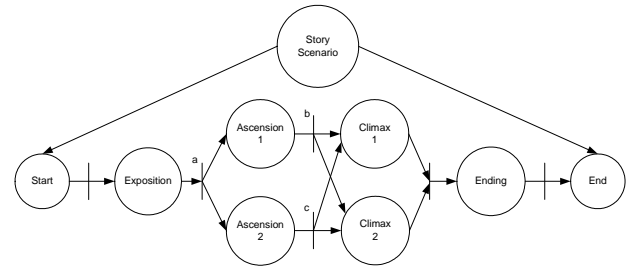 Story
Scenario
Start
Exposition
a
Ascension
1
b
Climax
1
Ascension
2
c
Climax
2
Ending
End